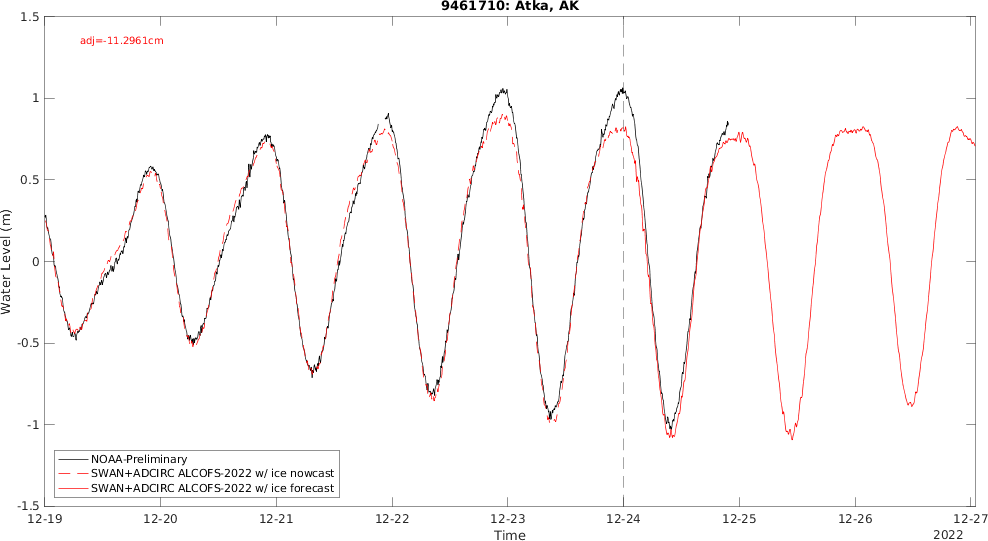 9461710: Atka, AK
adj=-11.2961cm
Water Level (m)
1.5
1
0.5
0
-0.5
-1
-1.5
NOAA-Preliminary
SWAN+ADCIRC ALCOFS-2022 w/ ice nowcast
SWAN+ADCIRC ALCOFS-2022 w/ ice forecast
12-19 12-20 12-21 12-22 12-23 12-24 12-25 12-26 12-27
Time
2022